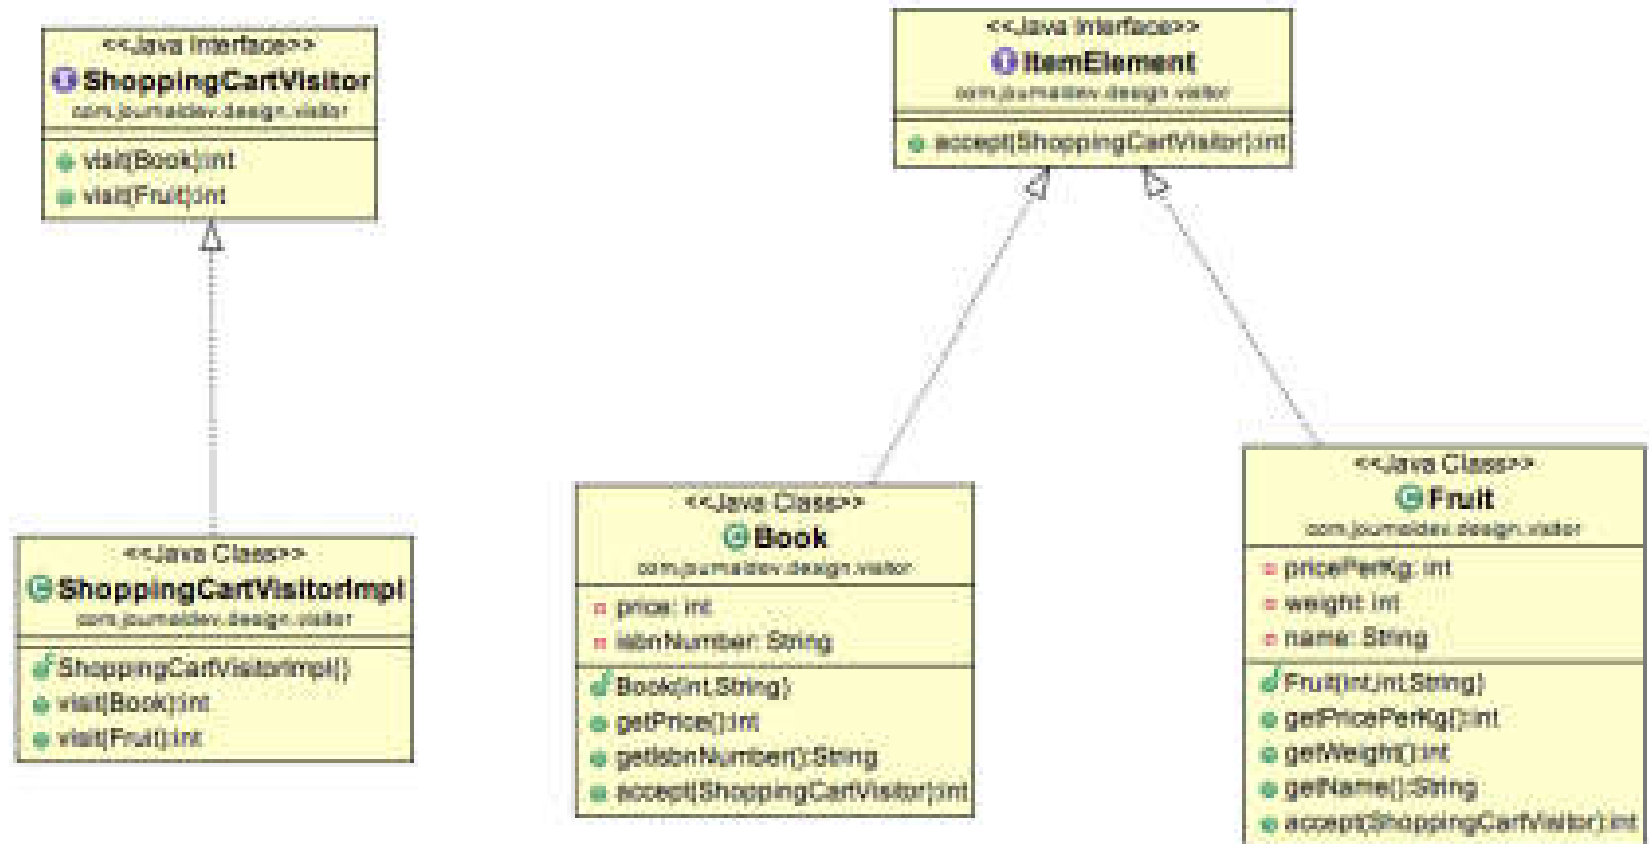 <<Java Interface>>
ShoppingCartVisitor
com.journaldev.design.visitor
visit(Book):int
visit(Fruit):int
<<Java Interface>>
ItemElement
com.journaldev.design.visitor
accept(ShoppingCartVisitor):int
<<Java Class>>
ShoppingCartVisitorImpl
com.journaldev.design.visitor
ShoppingCartVisitorImpl()
visit(Book):int
visit(Fruit):int
<<Java Class>>
Book
com.journaldev.design.visitor
price: int
isbnNumber: String
Book(int,String)
getPrice():int
getIsbnNumber():String
accept(ShoppingCartVisitor):int
<<Java Class>>
Fruit
com.journaldev.design.visitor
pricePerKg: int
weight: int
name: String
Fruit(int,int,String)
getPricePerKg():int
getWeight():int
getName():String
accept(ShoppingCartVisitor):int